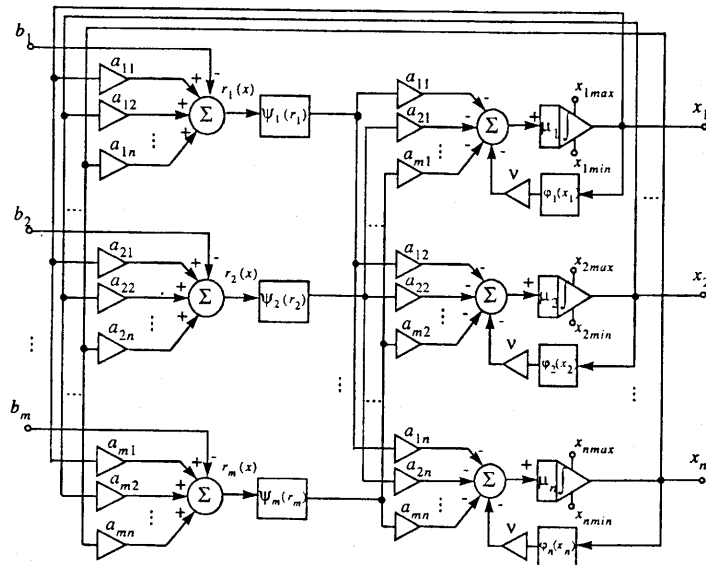 b₁
a₁₁
a₁₂
⋮
a₁ₙ
+
+
+
-
Σ
r₁(x)
Ψ₁(r₁)
a₁₁
a₂₁
⋮
aₘ₁
-
-
-
-
Σ
+
μ₁
∫
x₁max
x₁min
ν
φ₁(x₁)
x₁
...
...
...
b₂
a₂₁
a₂₂
⋮
a₂ₙ
+
+
+
-
Σ
r₂(x)
Ψ₂(r₂)
a₁₂
a₂₂
⋮
aₘ₂
-
-
-
-
Σ
+
μ₂
∫
x₂max
x₂min
ν
φ₂(x₂)
x₂
⋮
...
⋮
...
...
⋮
bₘ
aₘ₁
aₘ₂
⋮
aₘₙ
+
+
+
-
Σ
rₘ(x)
Ψₘ(rₘ)
a₁ₙ
a₂ₙ
⋮
aₘₙ
-
-
-
-
Σ
+
μₙ
∫
xₙmax
xₙmin
ν
φₙ(xₙ)
xₙ